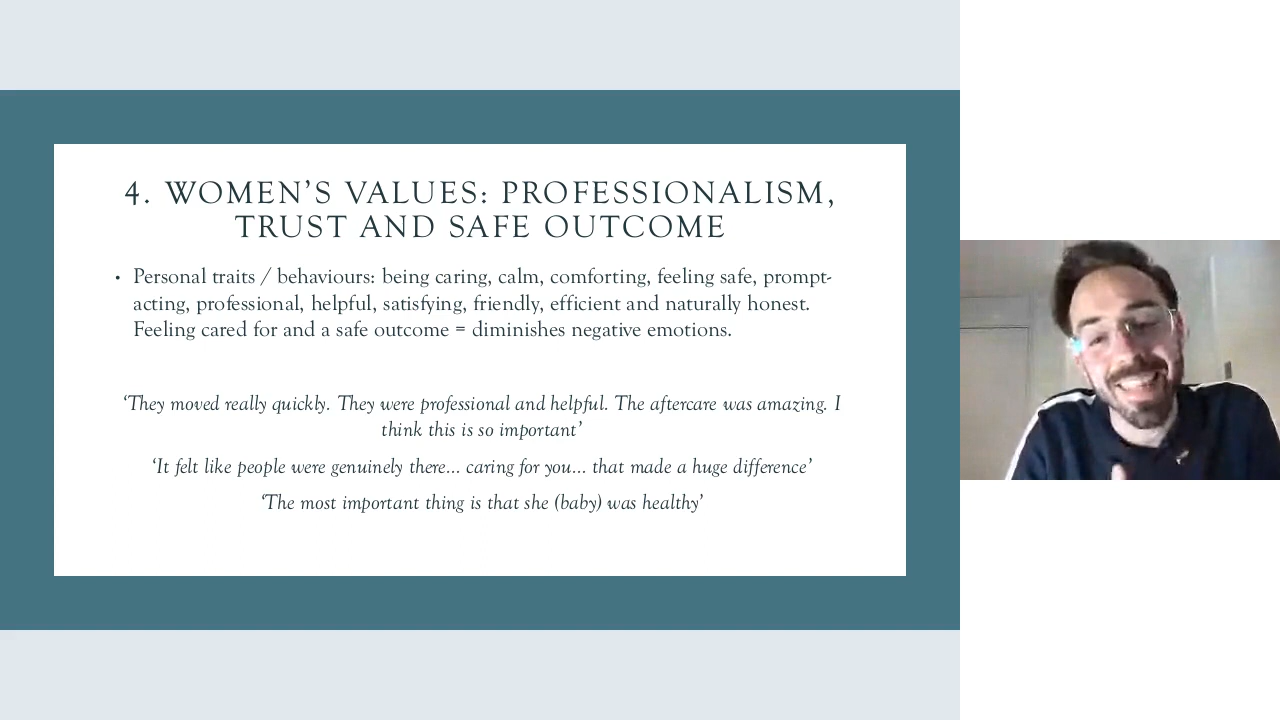 4. WOMEN’S VALUES: PROFESSIONALISM,
TRUST AND SAFE OUTCOME
• Personal traits / behaviours: being caring, calm, comforting, feeling safe, prompt-
acting, professional, helpful, satisfying, friendly, efficient and naturally honest.
Feeling cared for and a safe outcome = diminishes negative emotions.
‘They moved really quickly. They were professional and helpful. The aftercare was amazing. I
think this is so important’
‘It felt like people were genuinely there… caring for you… that made a huge difference’
‘The most important thing is that she (baby) was healthy’